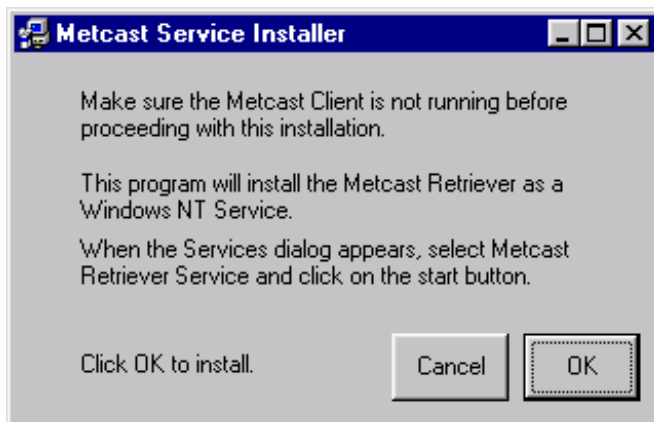 Metcast Service Installer
Make sure the Metcast Client is not running before
proceeding with this installation.
This program will install the Metcast Retriever as a
Windows NT Service.
When the Services dialog appears, select Metcast
Retriever Service and click on the start button.
Click OK to install.
Cancel
OK